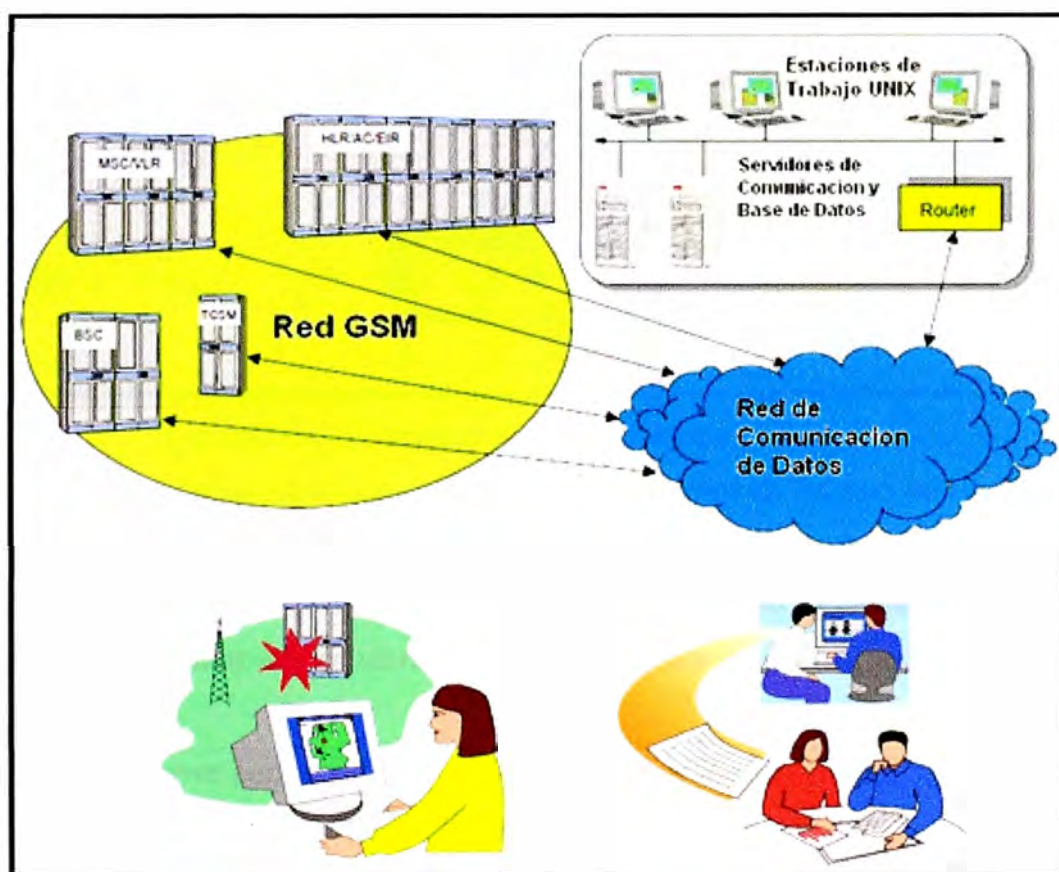 Estaciones de
Trabajo UNIX
MSC/VLR
HLR/AC/EIR
Servidores de
Comunicacion y
Base de Datos
Router
TCSM
BSC
Red GSM
Red de
Comunicacion
de Datos